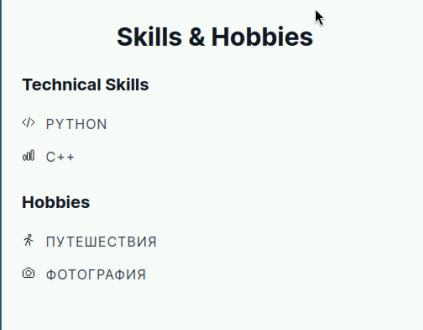 Skills & Hobbies
Technical Skills
PYTHON
C++
Hobbies
ПУТЕШЕСТВИЯ
ФОТОГРАФИЯ